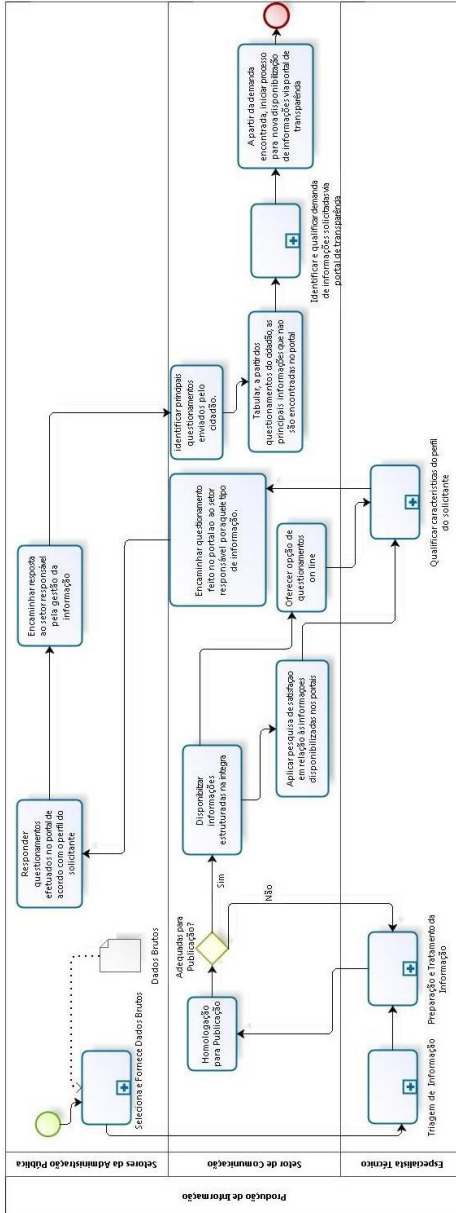 Produção de Informação
Setores da Administração Pública
Setor de Comunicação
Especialista Técnico
Seleciona e Fornece Dados Brutos
Dados Brutos
Triagem de Informação
Preparação e Tratamento da
Informação
Homologação
para Publicação
Adequadas para
Publicação?
Sim
Não
Disponibilizar
informações
estruturadas na integra
Aplicar pesquisa de satisfação
em relação às informações
disponibilizadas nos portais
Oferecer opção de
questionamentos
on line
Qualificar características do perfil
do solicitante
Encaminhar questionamento
feito no portal ao ao setor
responsável por aquele tipo
de informação.
Responder
questionamentos
efetuados no portal de
acordo com o perfil do
solicitante
Encaminhar resposta
ao setor responsável
pela gestão da
informação
identificar principais
questionamentos
enviados pelo
cidadão.
Tabular, a partir dos
questionamentos do cidadão, as
principais informações que nao
são encontradas no portal
Identificar e qualificar demanda
de informações solicitadas via
portal de transparência
A partir da demanda
encontrada, iniciar processo
para nova disponibilização
de informações via portal de
transparência